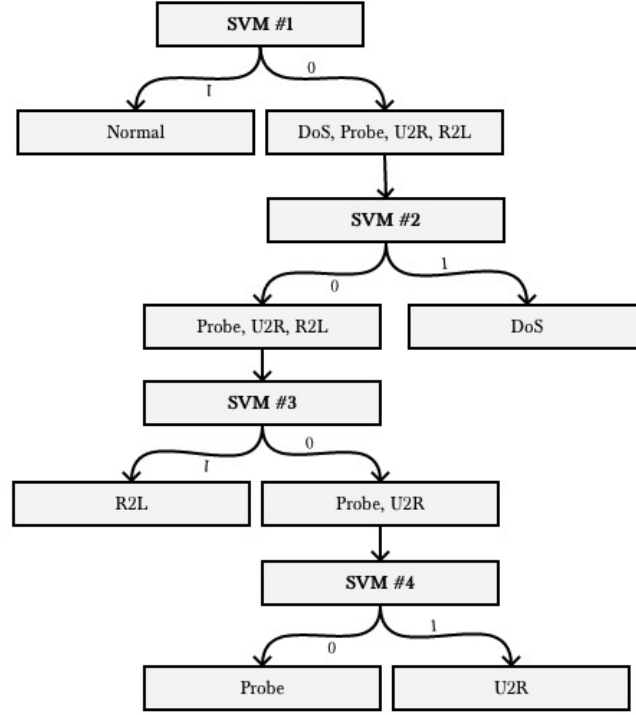 SVM #1
1
0
Normal
DoS, Probe, U2R, R2L
SVM #2
0
1
Probe, U2R, R2L
DoS
SVM #3
1
0
R2L
Probe, U2R
SVM #4
0
1
Probe
U2R